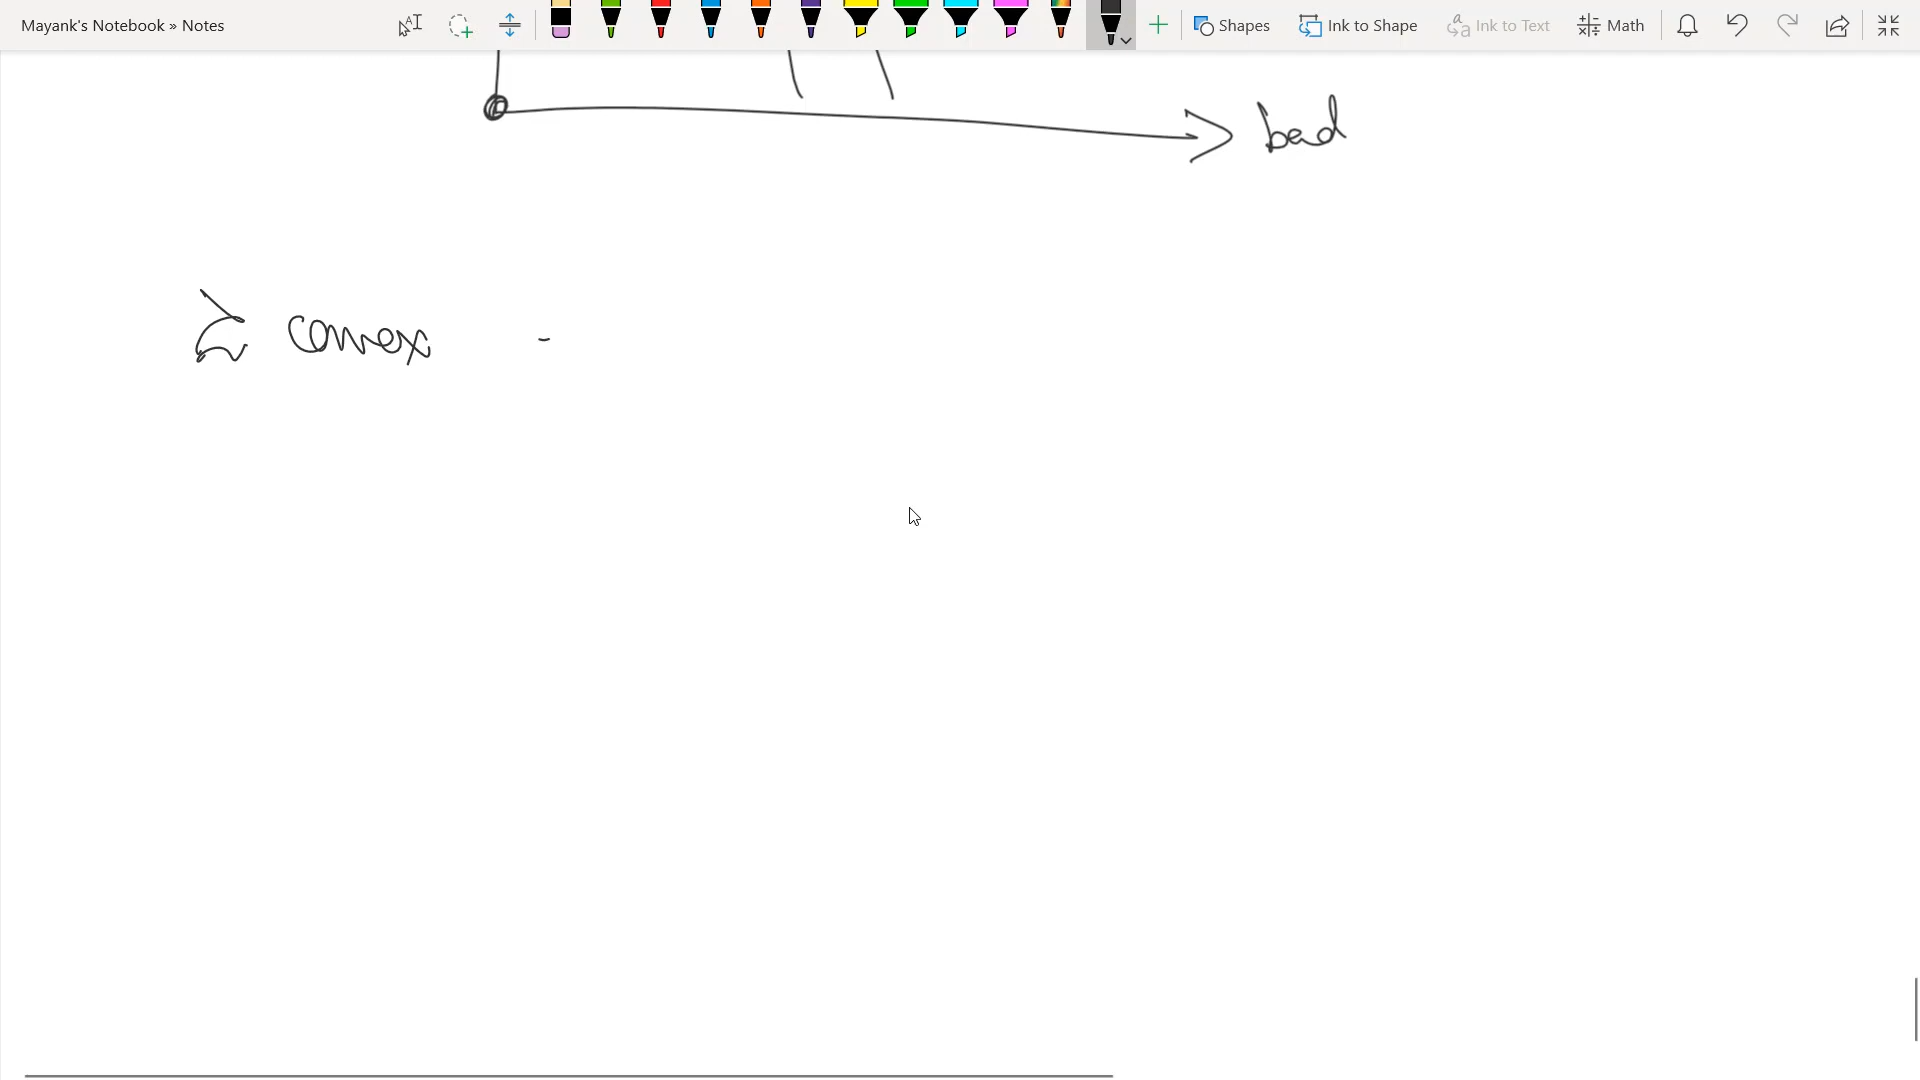 Mayank's Notebook » Notes
Shapes
Ink to Shape
Ink to Text
Math
bad
≿ convex -